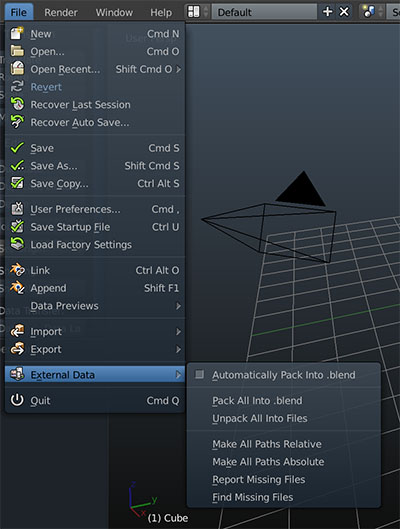 File Render Window Help Default
New Cmd N
Open... Cmd O
Open Recent... Shift Cmd O
Revert
Recover Last Session
Recover Auto Save...
Save Cmd S
Save As... Shift Cmd S
Save Copy... Ctrl Alt S
User Preferences... Cmd ,
Save Startup File Ctrl U
Load Factory Settings
Link Ctrl Alt O
Append Shift F1
Data Previews
Import
Export
External Data
Automatically Pack Into .blend
Quit Cmd Q
Pack All Into .blend
Unpack All Into Files
Make All Paths Relative
Make All Paths Absolute
Report Missing Files
Find Missing Files
z
y
x
(1) Cube